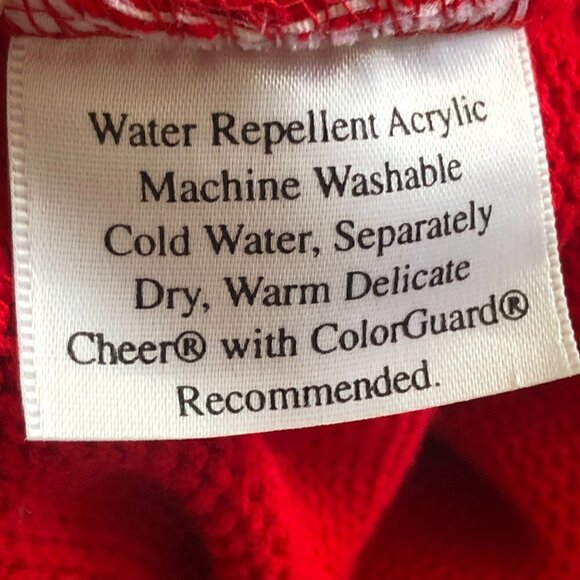 Water Repellent Acrylic
Machine Washable
Cold Water, Separately
Dry, Warm Delicate
Cheer® with ColorGuard®
Recommended.